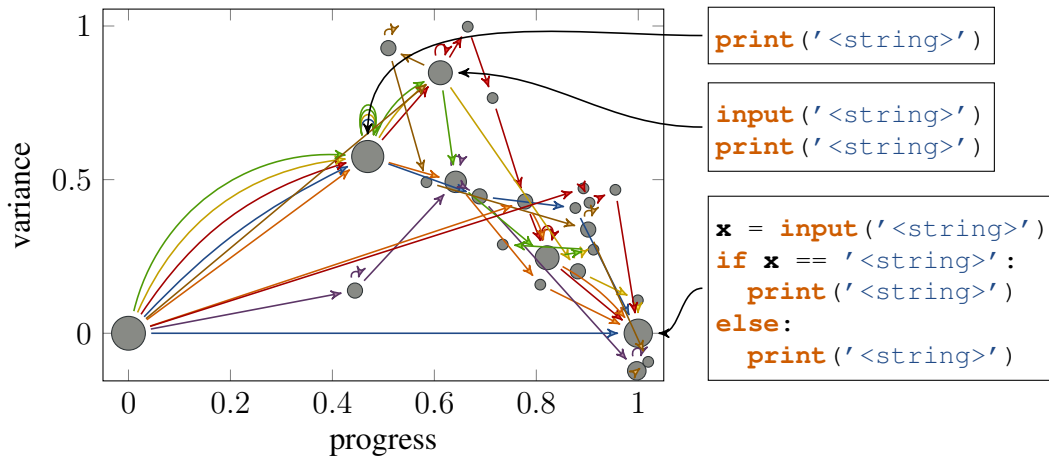 1
0.5
0
variance
0
0.2
0.4
0.6
0.8
1
progress
print('<string>')
input('<string>')
print('<string>')
x = input('<string>')
if x == '<string>':
  print('<string>')
else:
  print('<string>')